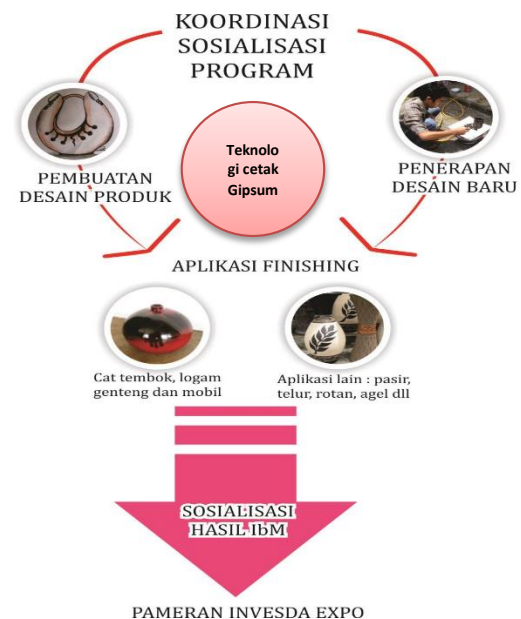 KOORDINASI
SOSIALISASI
PROGRAM
Teknolo
gi cetak
Gipsum
PEMBUATAN
DESAIN PRODUK
PENERAPAN
DESAIN BARU
APLIKASI FINISHING
Cat tembok, logam
genteng dan mobil
Aplikasi lain : pasir,
telur, rotan, agel dll
SOSIALISASI
HASIL IbM
PAMERAN INVESDA EXPO